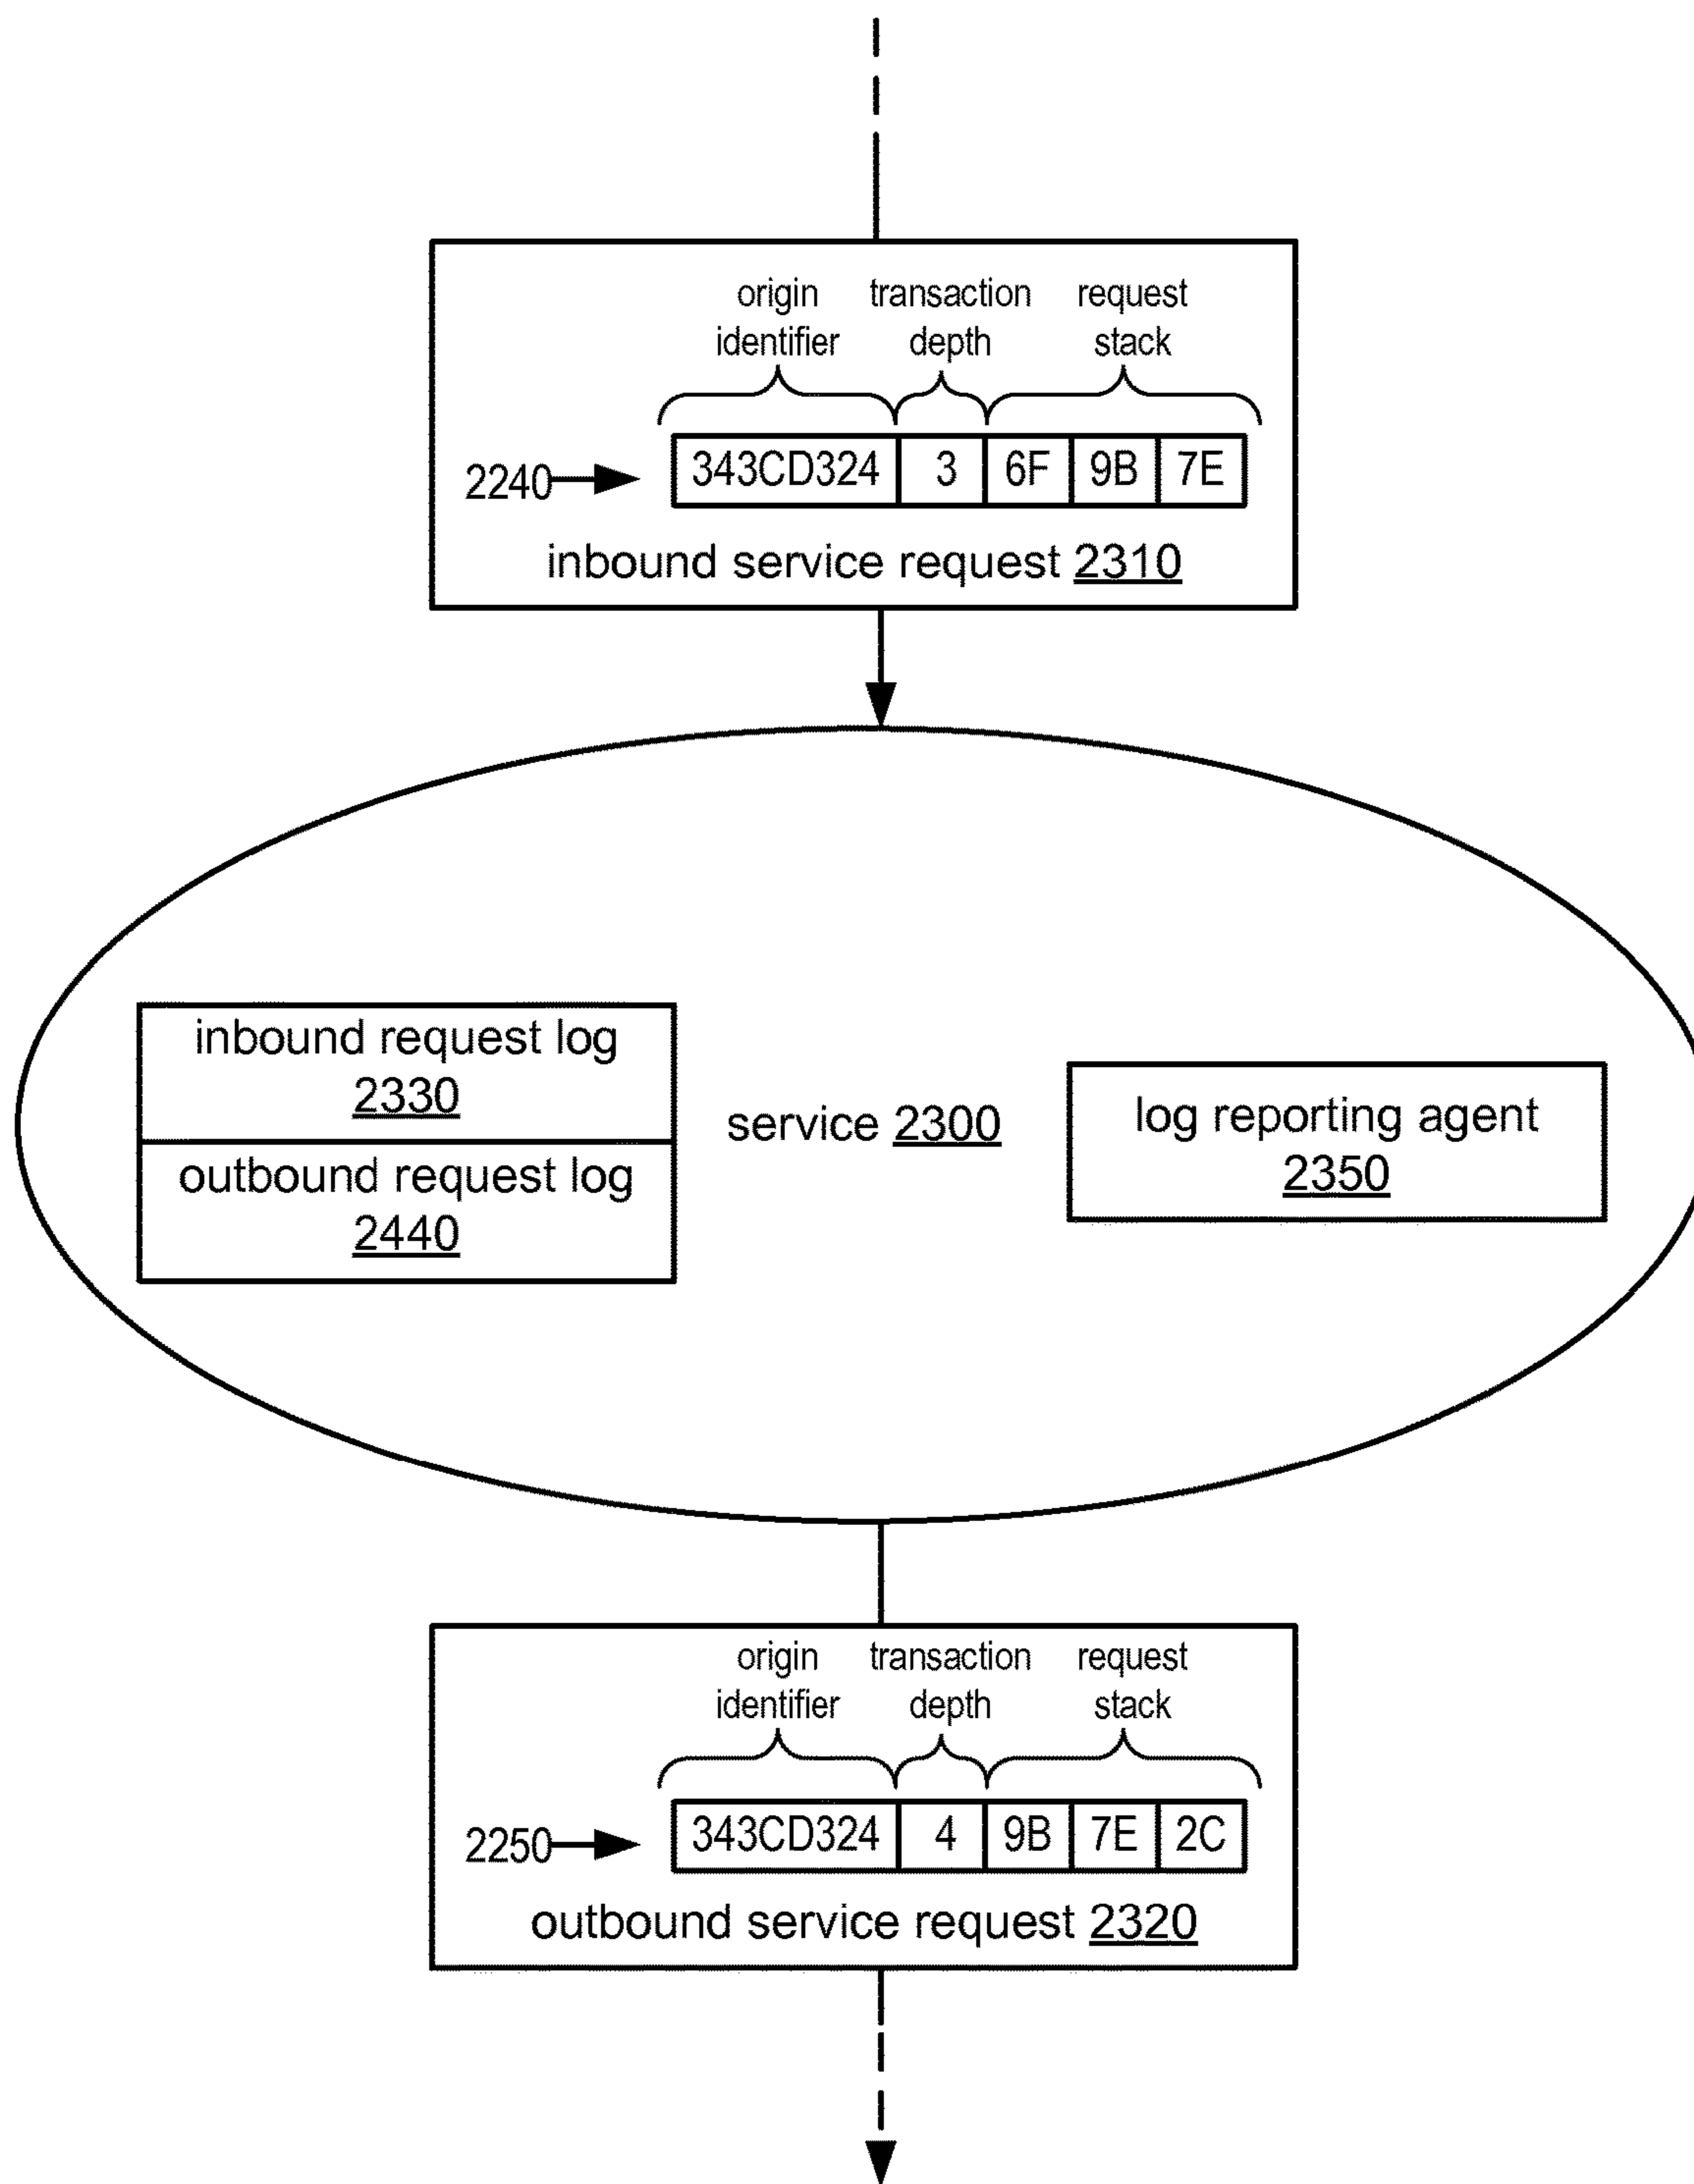 origin transaction request
identifier depth stack
2240 343CD324 3 6F 9B 7E
inbound service request 2310
inbound request log
2330
outbound request log
2440
service 2300
log reporting agent
2350
origin transaction request
identifier depth stack
2250 343CD324 4 9B 7E 2C
outbound service request 2320